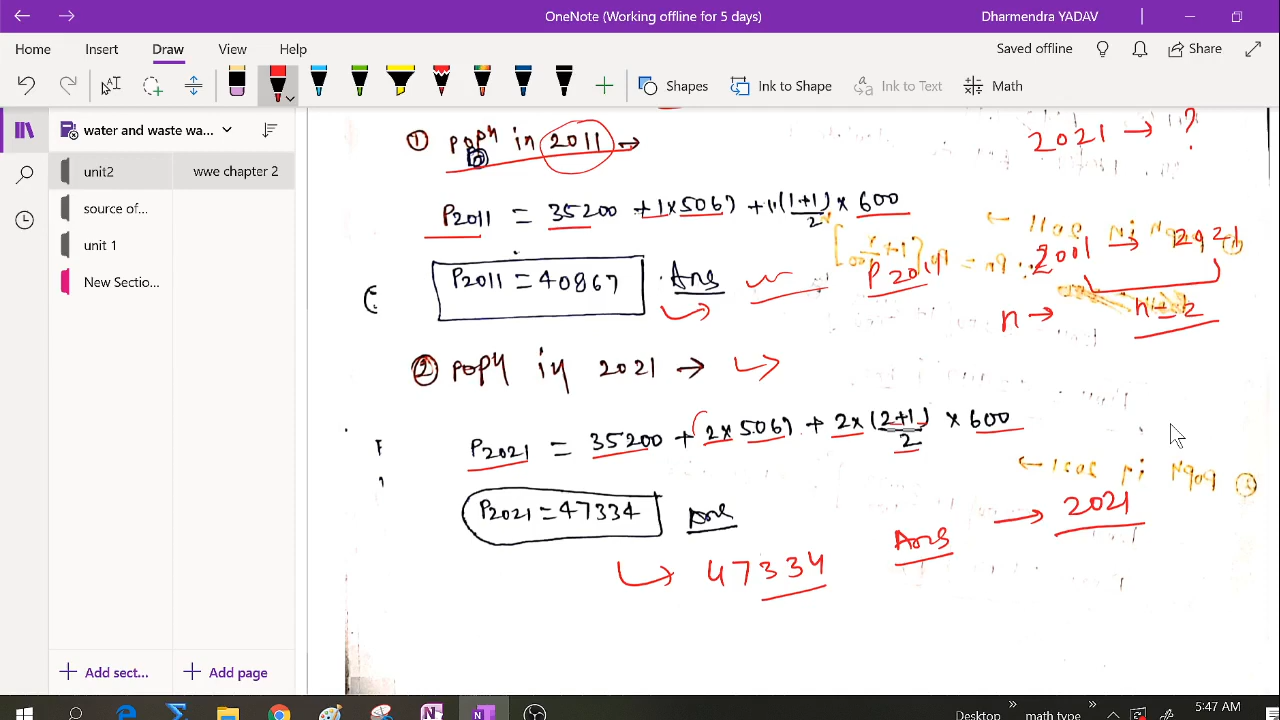 OneNote (Working offline for 5 days)
Dharmendra YADAV
Home Insert Draw View Help
Saved offline
Share
Shapes
Ink to Shape
Ink to Text
Math
water and waste wa...
unit2
wwe chapter 2
source of...
unit 1
New Sectio...
① popn in 2011 →
2021 → ?
P2011 = 35200 + 1×5067 + 1(1+1)/2 × 600
2001 → 2021
P2011 = 40867 Ans
P2011
n → n = 2
② popn in 2021 →
P2021 = 35200 + 2×5067 + 2×(2+1)/2 × 600
P2021 = 47334 Ans
→ 2021
Ans
47334
Add sect...
Add page
5:47 AM
Desktop
math type